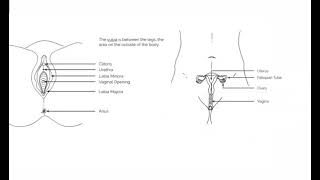 The vulva is between the legs, the
area on the outside of the body.
Clitoris
Urethra
Labia Minora
Vaginal Opening
Labia Majora
Anus
Uterus
Fallopian Tube
Ovary
Vagina